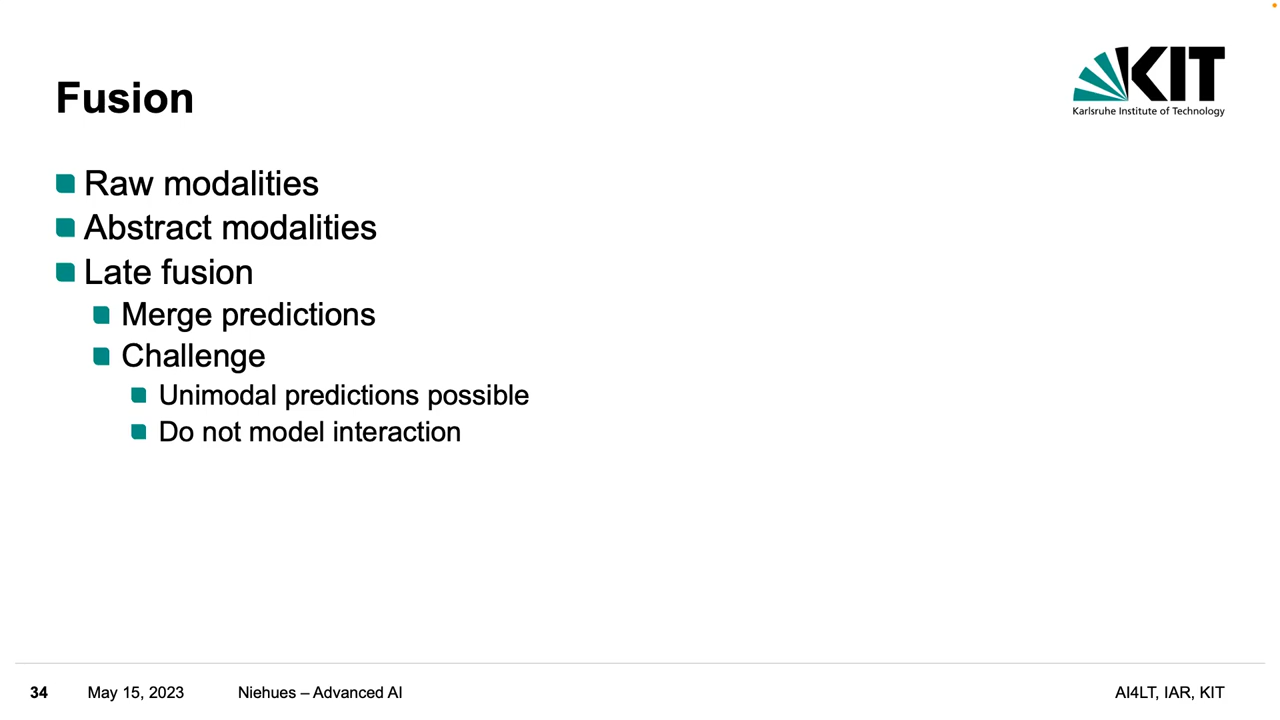 KIT
Karlsruhe Institute of Technology
Fusion
Raw modalities
Abstract modalities
Late fusion
Merge predictions
Challenge
Unimodal predictions possible
Do not model interaction
34 May 15, 2023 Niehues – Advanced AI AI4LT, IAR, KIT